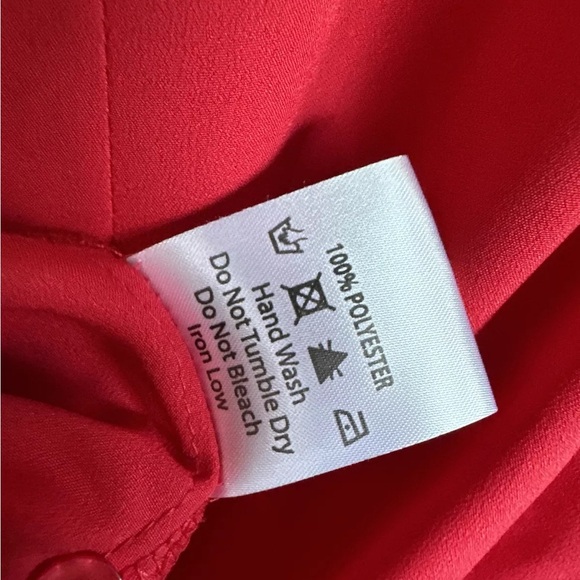 100% POLYESTER
Hand Wash
Do Not Tumble Dry
Do Not Bleach
Iron Low